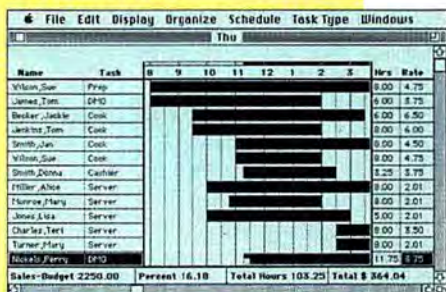 File Edit Display Organize Schedule Task Type Windows
Thu
Name Task 8 9 10 11 12 1 2 3 Hrs Rate
Wilson,Sue Prep 8.00 4.75
James,Tom DMO 6.00 3.75
Becker,Jackie Cook 6.00 6.50
Jenkins,Tom Cook 8.00 6.00
Smith,Jan Cook 8.00 4.50
Wilson,Sue Cook 8.00 4.75
Smith,Donna Cashier 3.25 3.75
Miller,Alice Server 8.00 2.01
Munroe,Mary Server 8.00 2.01
Jones,Lisa Server 5.00 2.01
Charles,Teri Server 8.00 3.50
Turner,Mary Server 8.00 2.01
Nickels,Perry DMO 11.75 8.75
Sales-Budget 2250.00 Percent 16.18 Total Hours 103.25 Total $ 364.04